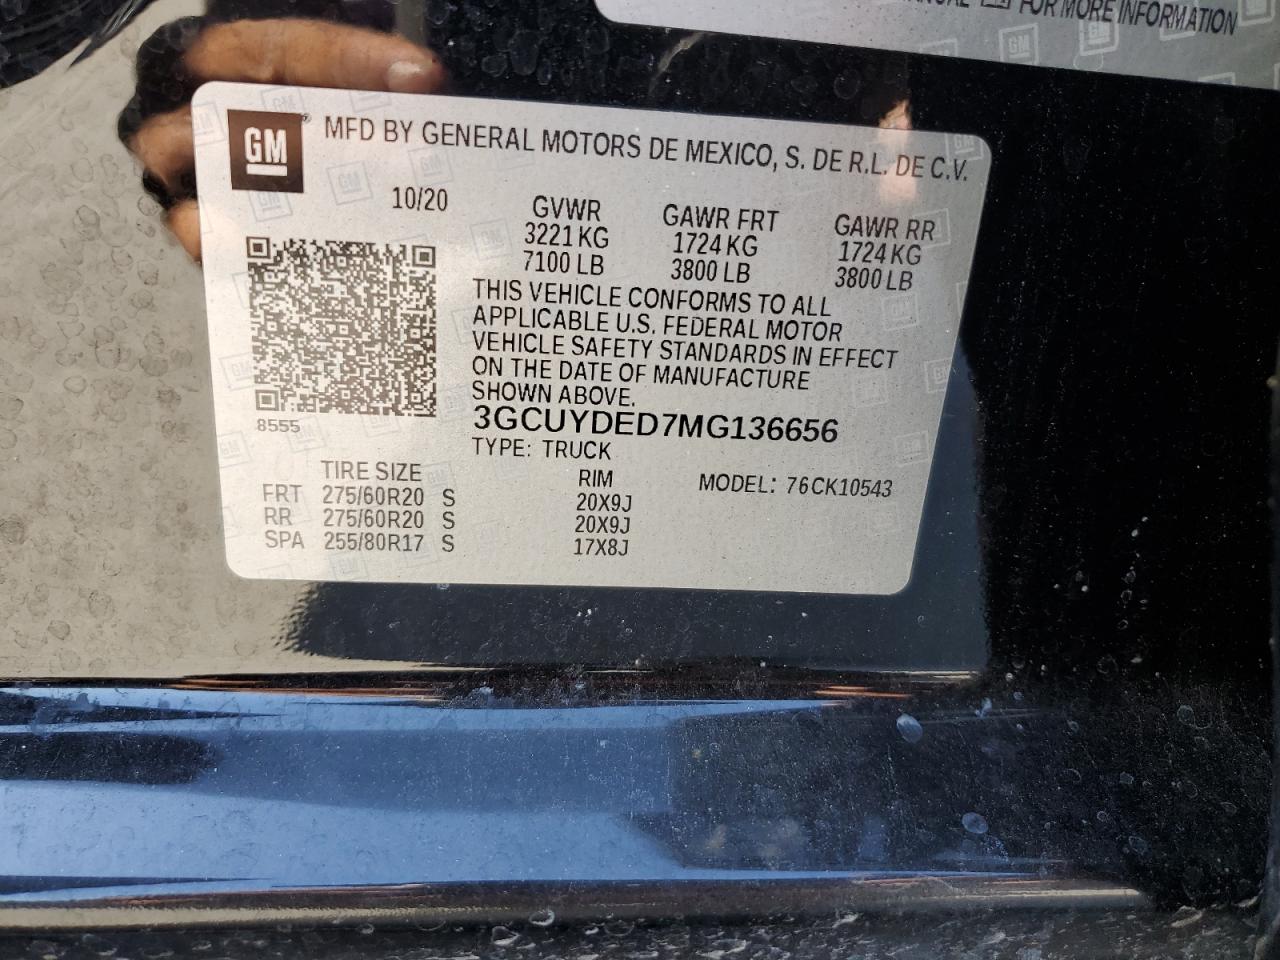 MANUAL FOR MORE INFORMATION
GM
MFD BY GENERAL MOTORS DE MEXICO, S. DE R.L. DE C.V.
10/20 GVWR GAWR FRT GAWR RR
3221 KG 1724 KG 1724 KG
7100 LB 3800 LB 3800 LB
THIS VEHICLE CONFORMS TO ALL
APPLICABLE U.S. FEDERAL MOTOR
VEHICLE SAFETY STANDARDS IN EFFECT
ON THE DATE OF MANUFACTURE
SHOWN ABOVE.
8555
3GCUYDED7MG136656
TYPE: TRUCK
TIRE SIZE RIM MODEL: 76CK10543
FRT 275/60R20 S 20X9J
RR 275/60R20 S 20X9J
SPA 255/80R17 S 17X8J